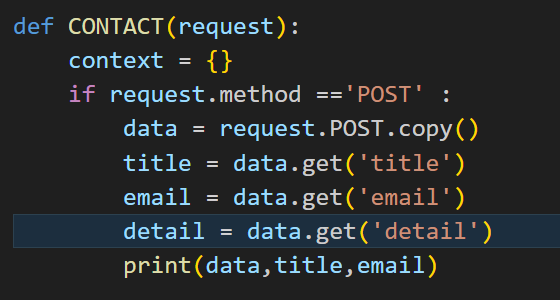 def CONTACT(request):
    context = {}
    if request.method =='POST' :
        data = request.POST.copy()
        title = data.get('title')
        email = data.get('email')
        detail = data.get('detail')
        print(data,title,email)